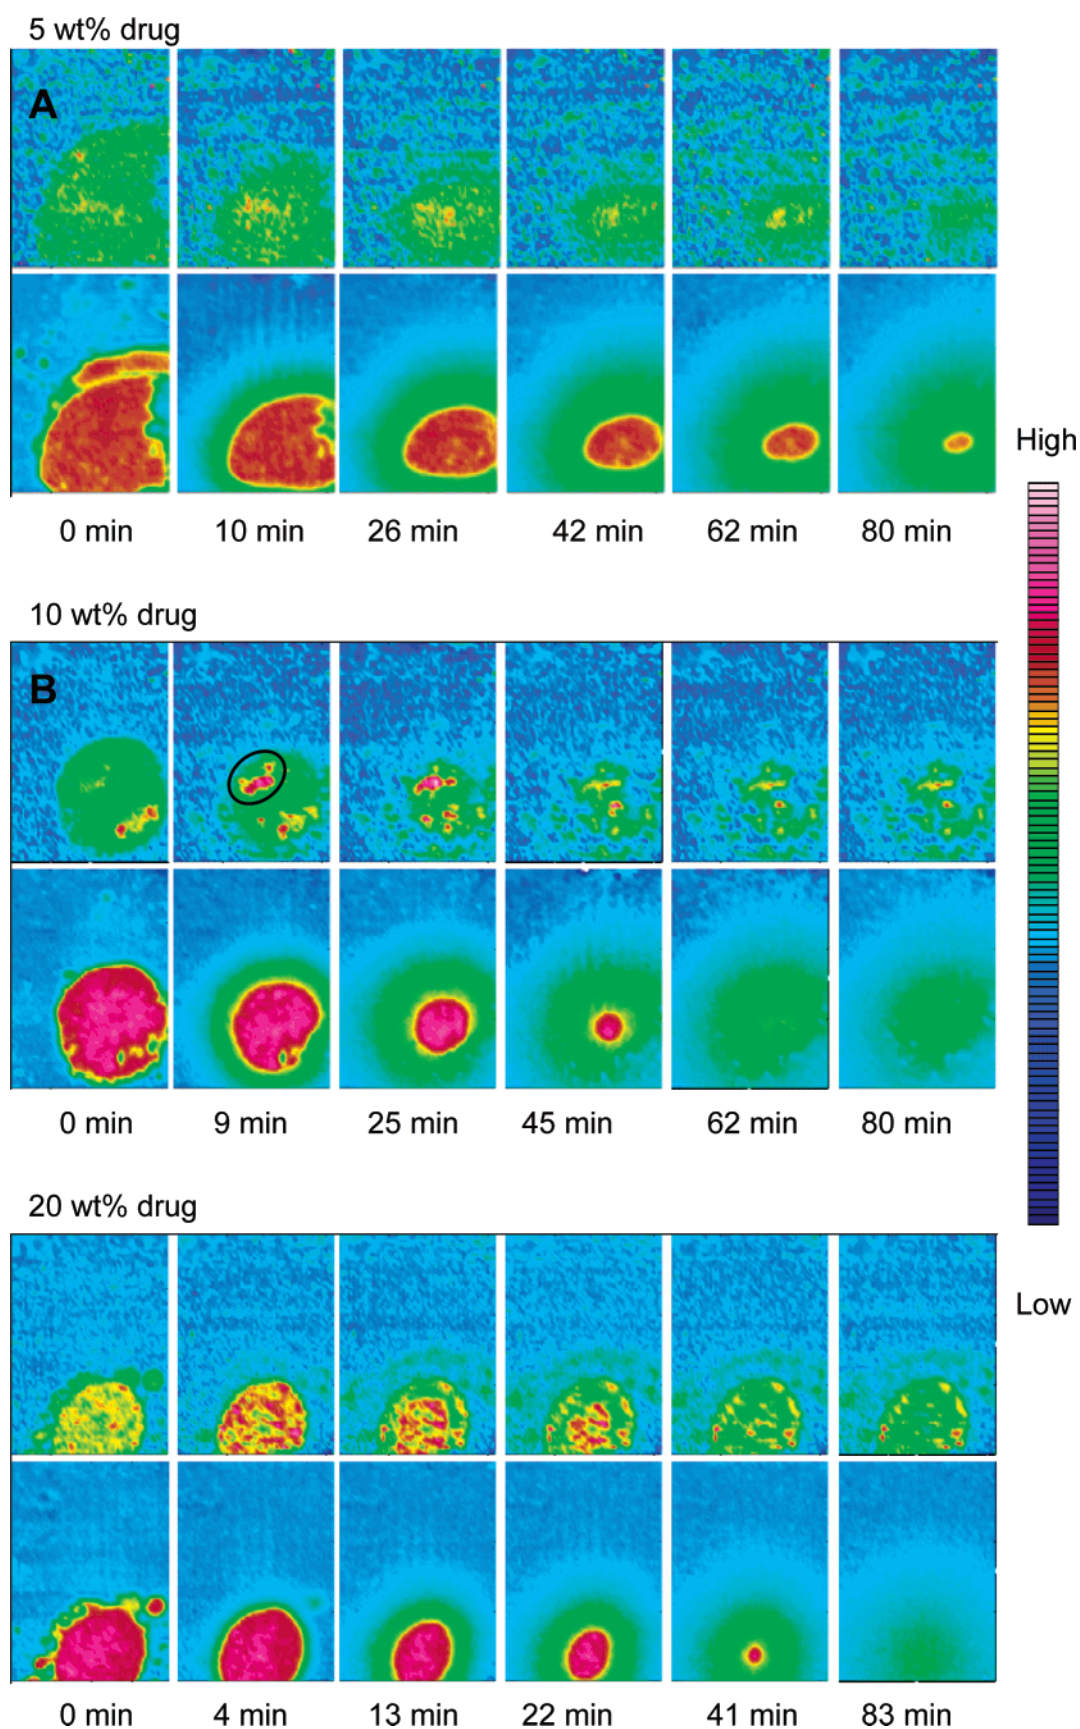 5 wt% drug
A
0 min 10 min 26 min 42 min 62 min 80 min
High
10 wt% drug
B
0 min 9 min 25 min 45 min 62 min 80 min
20 wt% drug
Low
0 min 4 min 13 min 22 min 41 min 83 min